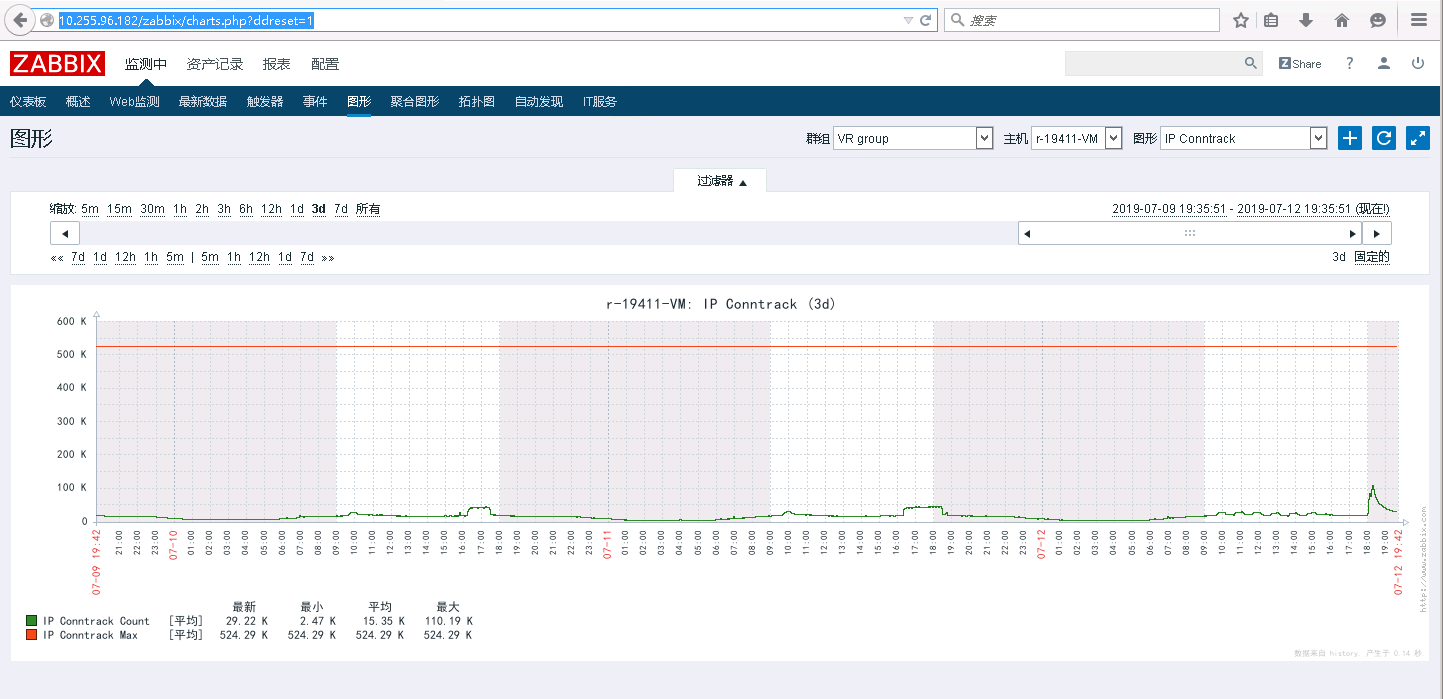 10.255.96.182/zabbix/charts.php?ddreset=1
搜索
ZABBIX 监测中 资产记录 报表 配置 Z Share ?
仪表板 概述 Web监测 最新数据 触发器 事件 图形 聚合图形 拓扑图 自动发现 IT服务
图形 群组 VR group 主机 r-19411-VM 图形 IP Conntrack
过滤器 ▲
缩放: 5m 15m 30m 1h 2h 3h 6h 12h 1d 3d 7d 所有 2019-07-09 19:35:51 - 2019-07-12 19:35:51 (现在!)
«« 7d 1d 12h 1h 5m | 5m 1h 12h 1d 7d »» 3d 固定的
r-19411-VM: IP Conntrack (3d)
600 K
500 K
400 K
300 K
200 K
100 K
0
07-09 19:42 21:00 22:00 23:00 07-10 01:00 02:00 03:00 04:00 05:00 06:00 07:00 08:00 09:00 10:00 11:00 12:00 13:00 14:00 15:00 16:00 17:00 18:00 19:00 20:00 21:00 22:00 23:00 07-11 01:00 02:00 03:00 04:00 05:00 06:00 07:00 08:00 09:00 10:00 11:00 12:00 13:00 14:00 15:00 16:00 17:00 18:00 19:00 20:00 21:00 22:00 23:00 07-12 01:00 02:00 03:00 04:00 05:00 06:00 07:00 08:00 09:00 10:00 11:00 12:00 13:00 14:00 15:00 16:00 17:00 18:00 19:00 07-12 19:42
http://www.zabbix.com
最新 最小 平均 最大
IP Conntrack Count [平均] 29.22 K 2.47 K 15.35 K 110.19 K
IP Conntrack Max [平均] 524.29 K 524.29 K 524.29 K 524.29 K
数据来自 history. 产生于 0.14 秒